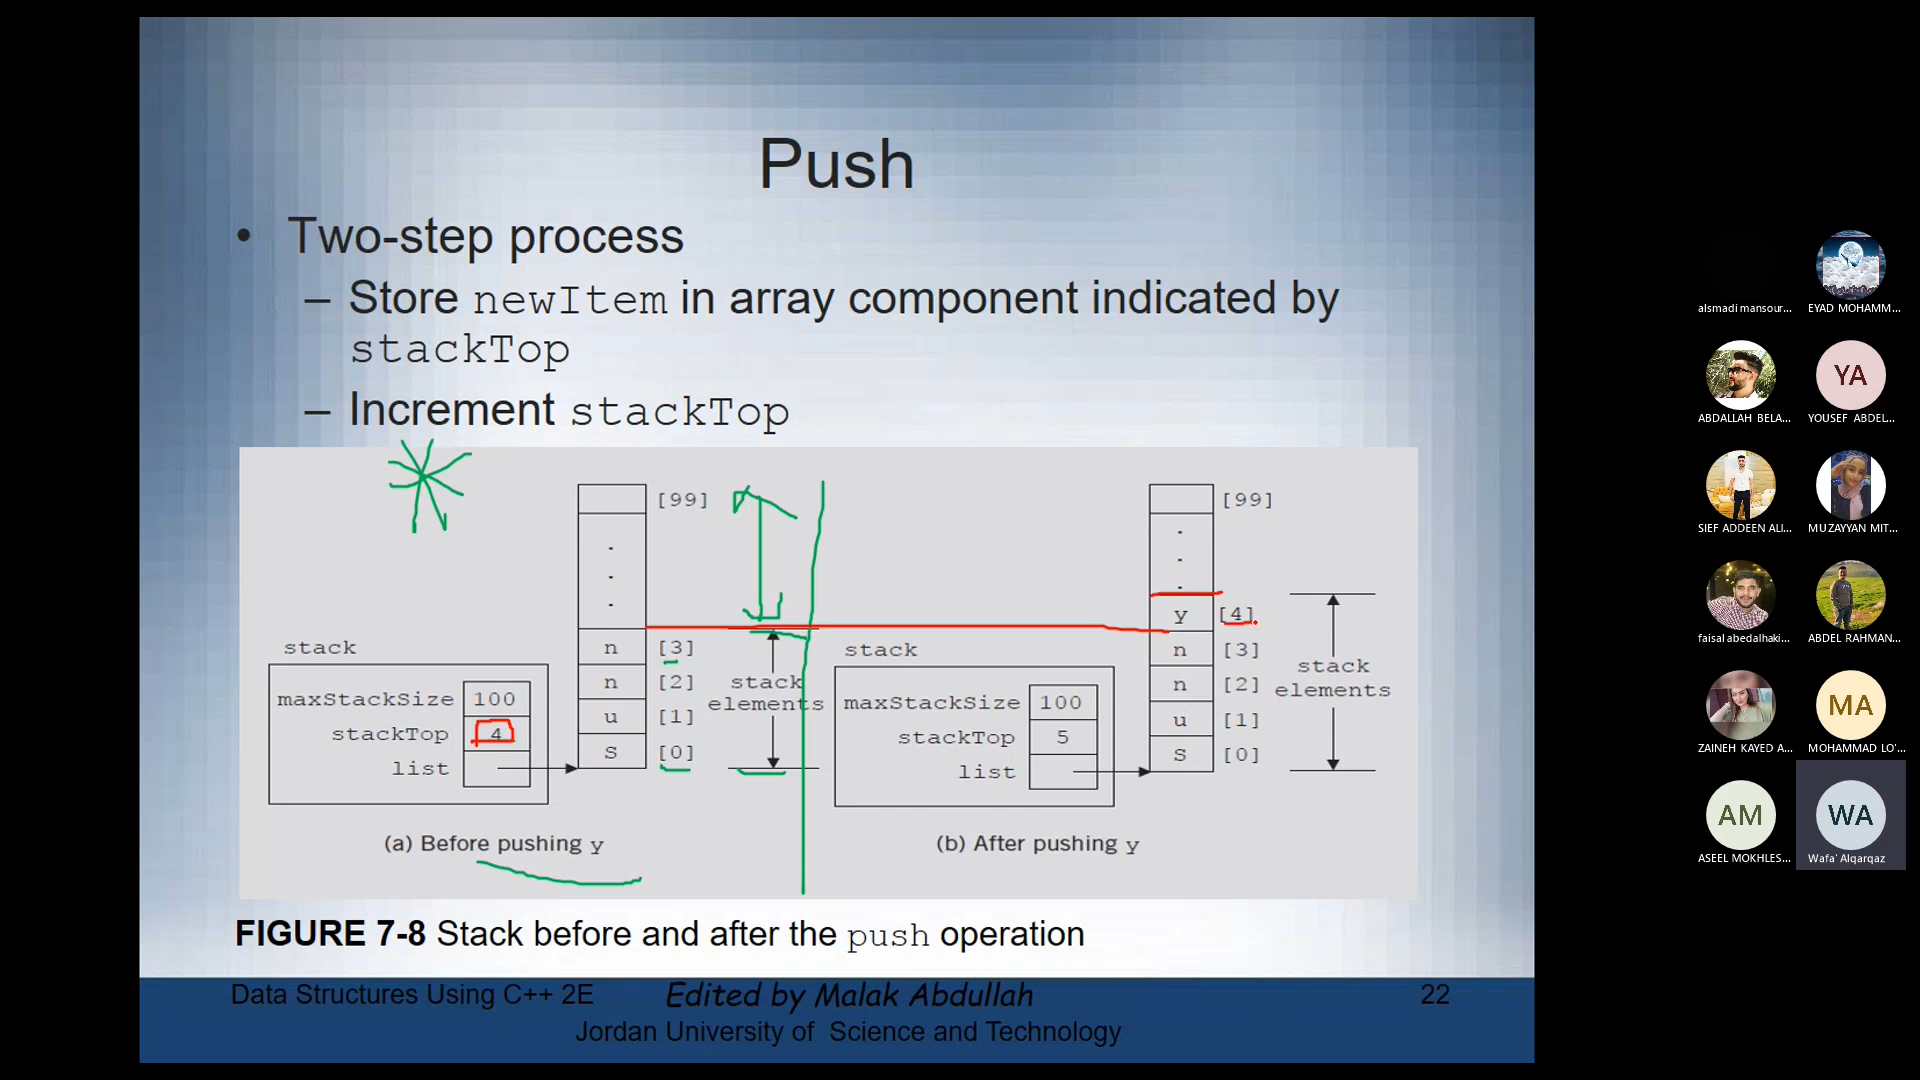 Push
• Two-step process
– Store newItem in array component indicated by
stackTop
– Increment stackTop
[99]
.
.
.
stack
n [3]
n [2]
u [1]
S [0]
stack
elements
maxStackSize 100
stackTop 4
list
(a) Before pushing y
[99]
.
.
.
y [4]
stack
n [3]
n [2]
u [1]
S [0]
stack
elements
maxStackSize 100
stackTop 5
list
(b) After pushing y
FIGURE 7-8 Stack before and after the push operation
Data Structures Using C++ 2E
Edited by Malak Abdullah
22
Jordan University of Science and Technology
alsmadi mansour...
EYAD MOHAMM...
ABDALLAH BELA...
YA
YOUSEF ABDEL...
SIEF ADDEEN ALI...
MUZAYYAN MIT...
faisal abedalhaki...
ABDEL RAHMAN...
ZAINEH KAYED A...
MA
MOHAMMAD LO'...
AM
ASEEL MOKHLES...
WA
Wafa' Alqarqaz